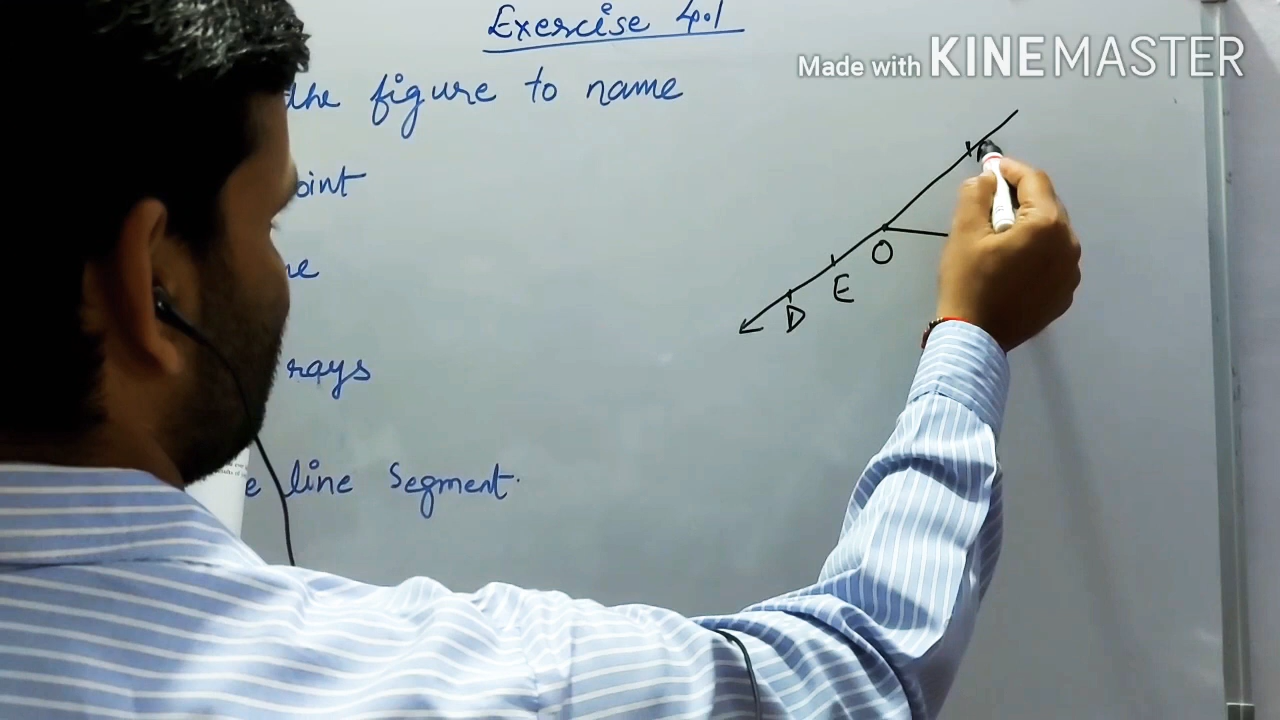 Exercise 4.1
Made with KINEMASTER
the figure to name
oint
ne
O
E
D
rays
e line Segment.